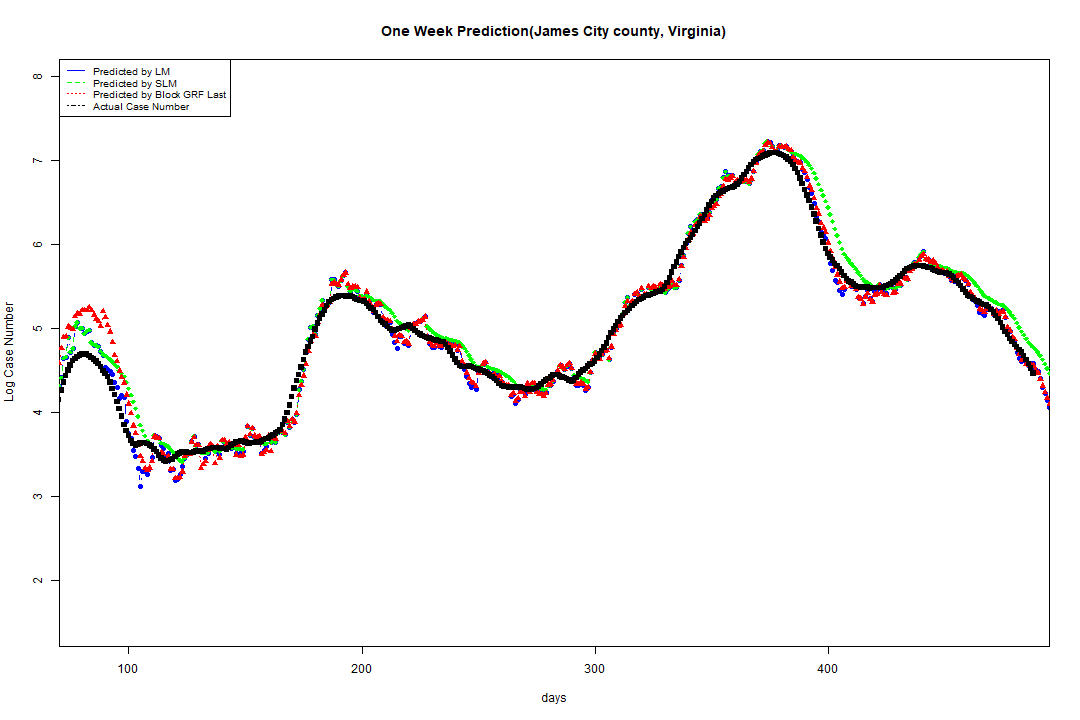 One Week Prediction(James City county, Virginia)
Predicted by LM
Predicted by SLM
Predicted by Block GRF Last
Actual Case Number
8
7
6
5
4
3
2
Log Case Number
100 200 300 400
days